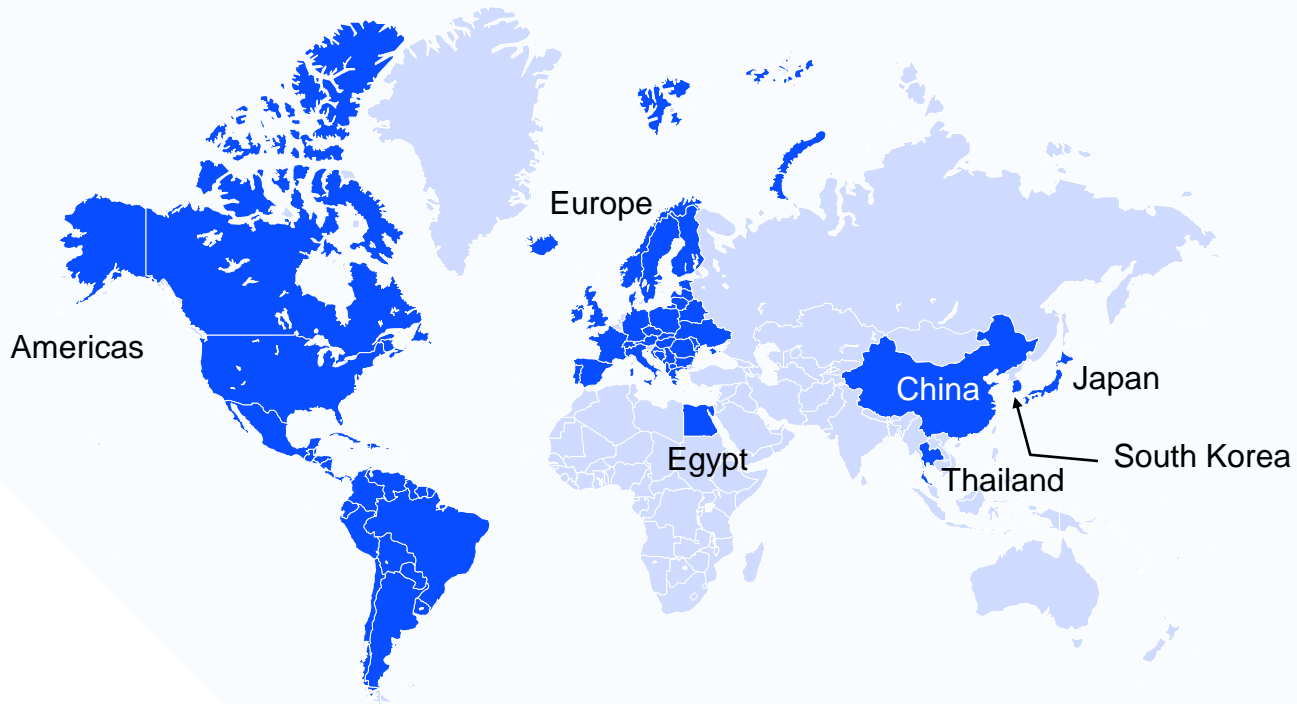 Europe
Americas
China
Japan
Egypt
South Korea
Thailand